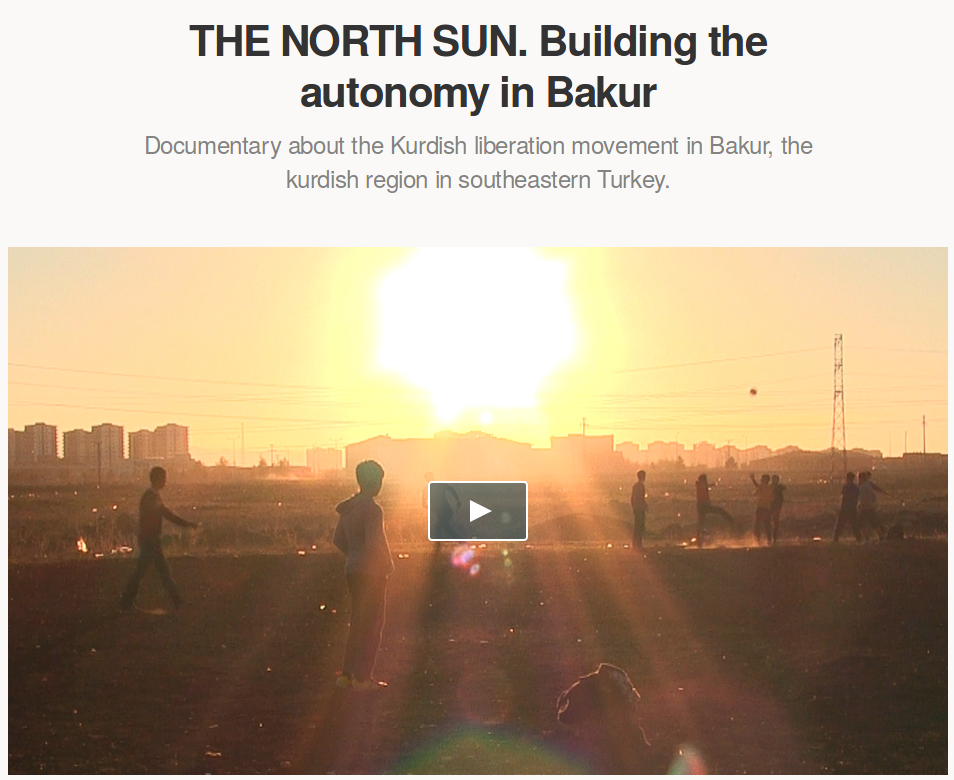 THE NORTH SUN. Building the
autonomy in Bakur
Documentary about the Kurdish liberation movement in Bakur, the
kurdish region in southeastern Turkey.